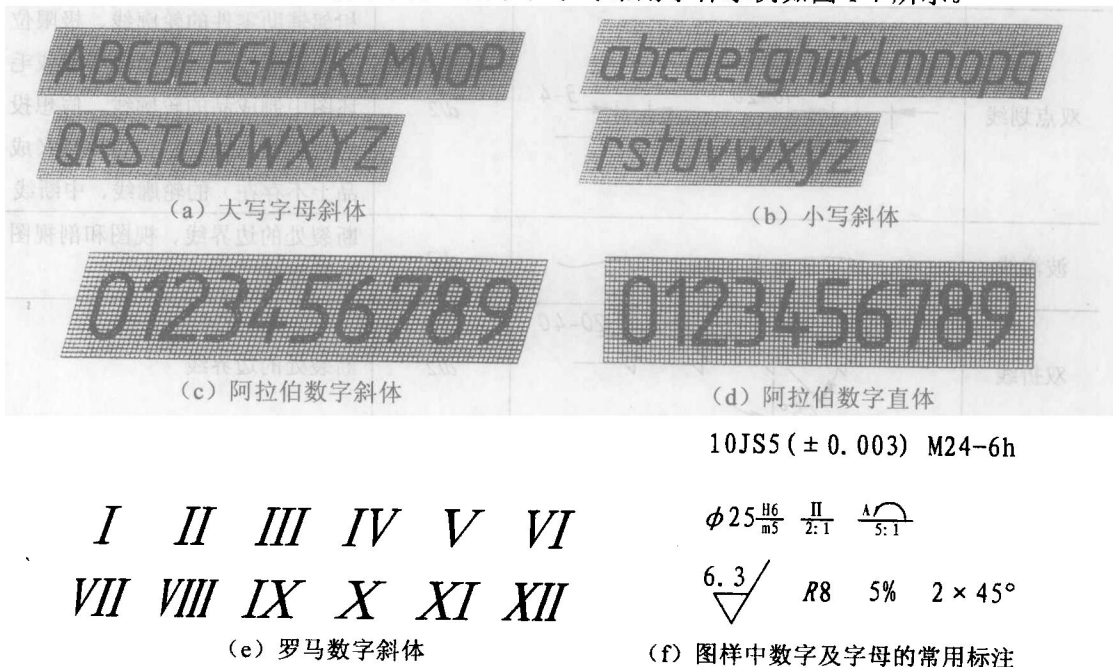 ABCDEFGHIJKLMNOP
abcdefghijklmnopq
QRSTUVWXYZ
rstuvwxyz
(a) 大写字母斜体
(b) 小写斜体
0123456789
0123456789
(c) 阿拉伯数字斜体
(d) 阿拉伯数字直体
10JS5(±0.003) M24-6h
I II III IV V VI
ϕ25 H6/m5 II/2:1 A/5:1
VII VIII IX X XI XII
6.3 R8 5% 2×45°
(e) 罗马数字斜体
(f) 图样中数字及字母的常用标注